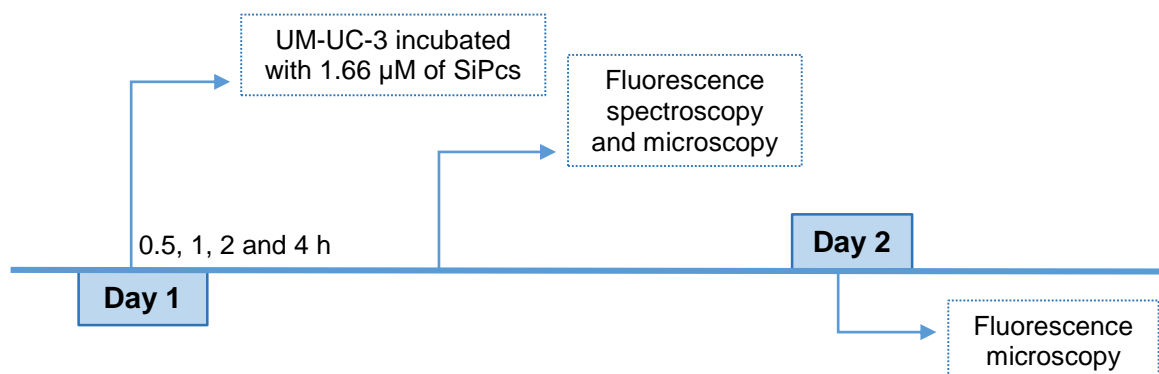 UM-UC-3 incubated
with 1.66 µM of SiPcs
Fluorescence
spectroscopy
and microscopy
0.5, 1, 2 and 4 h
Day 1
Day 2
Fluorescence
microscopy